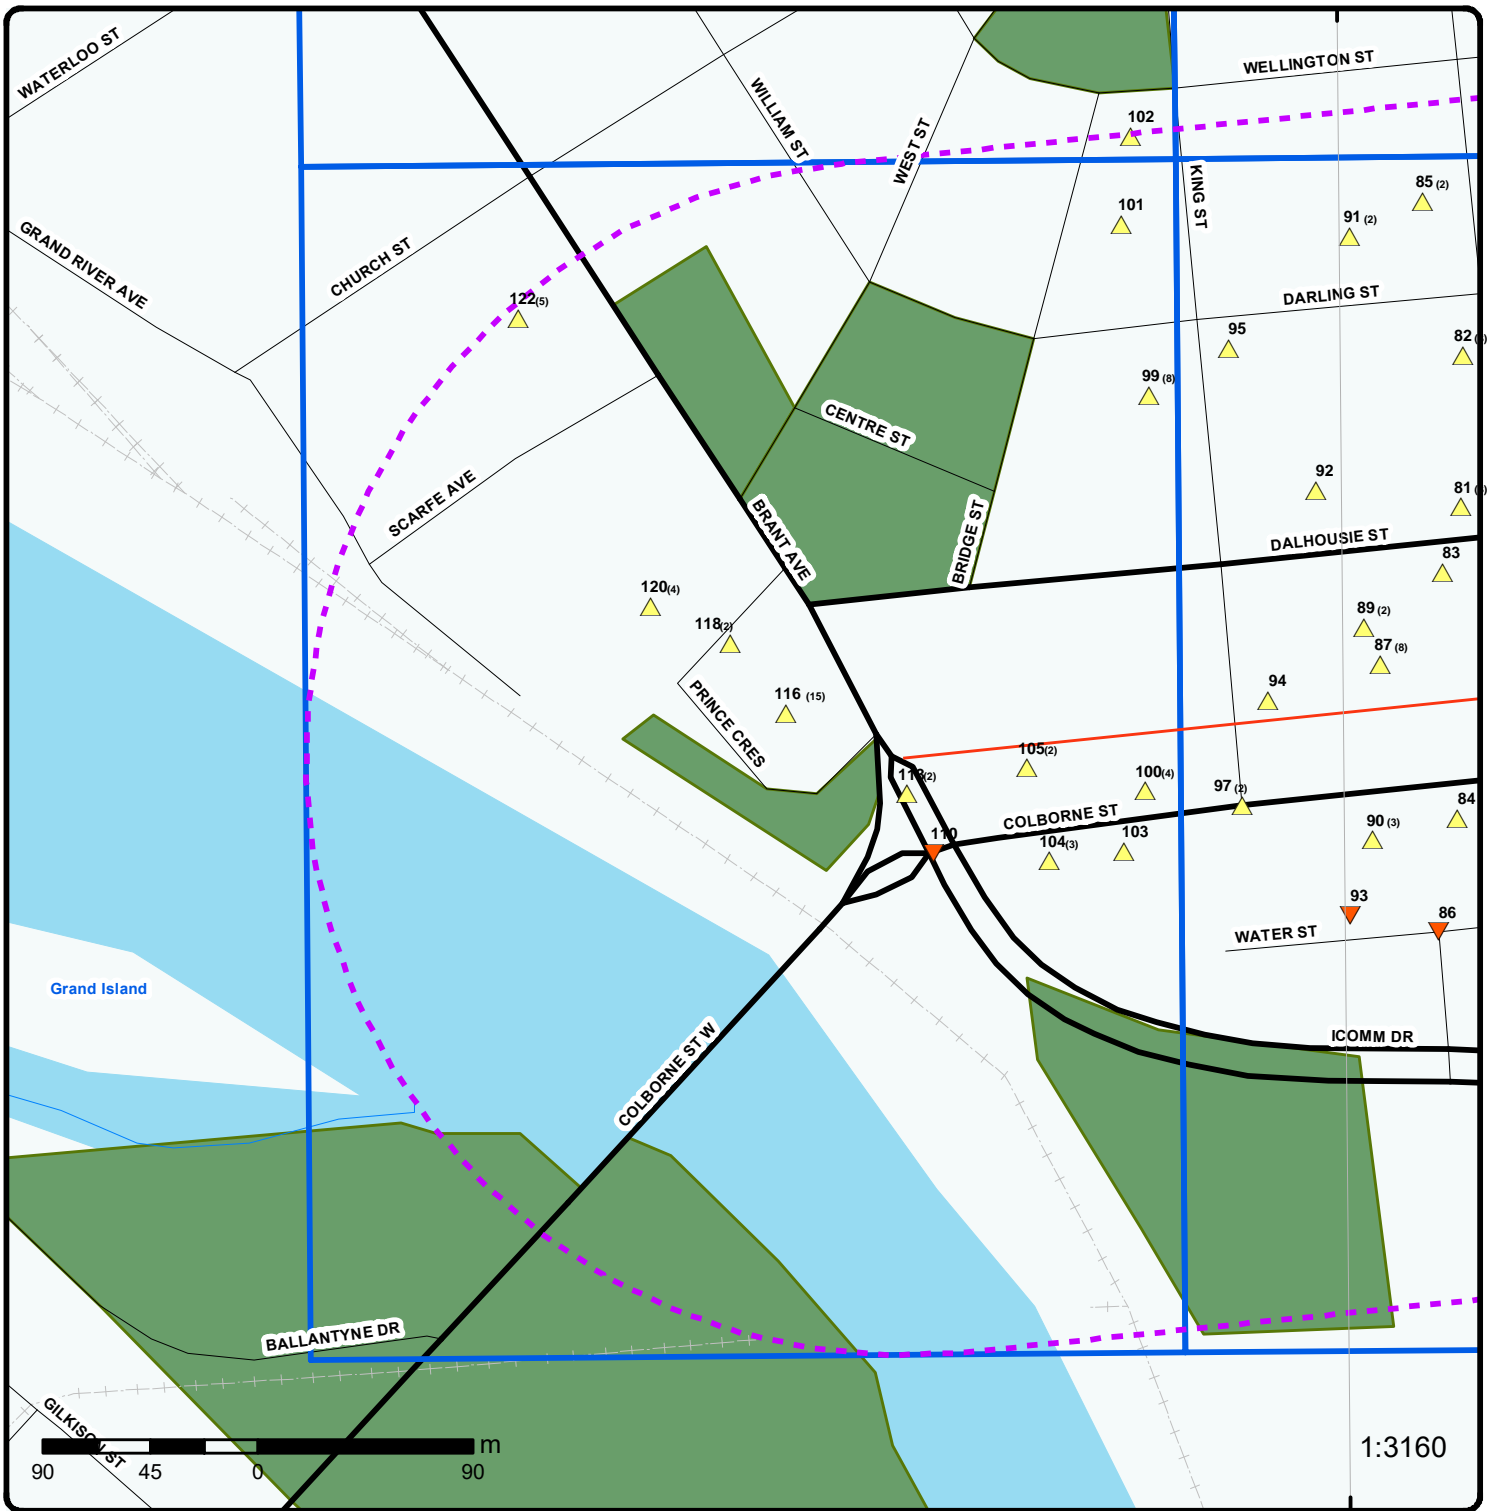 WATERLOO ST
WELLINGTON ST
WILLIAM ST
WEST ST
102
KING ST
85 (2)
101
91 (2)
GRAND RIVER AVE
CHURCH ST
DARLING ST
122(5)
95
82
99 (8)
CENTRE ST
SCARFE AVE
92
81
BRANT AVE
BRIDGE ST
DALHOUSIE ST
83
120(4)
89 (2)
118(2)
87 (8)
PRINCE CRES
116 (15)
94
105(2)
(2)
100(4)
97 (2)
COLBORNE ST
84
110
104(3)
103
90 (3)
93
86
WATER ST
Grand Island
COLBORNE ST W
ICOMM DR
BALLANTYNE DR
GILKISON ST
m
90 45 0 90
1:3160